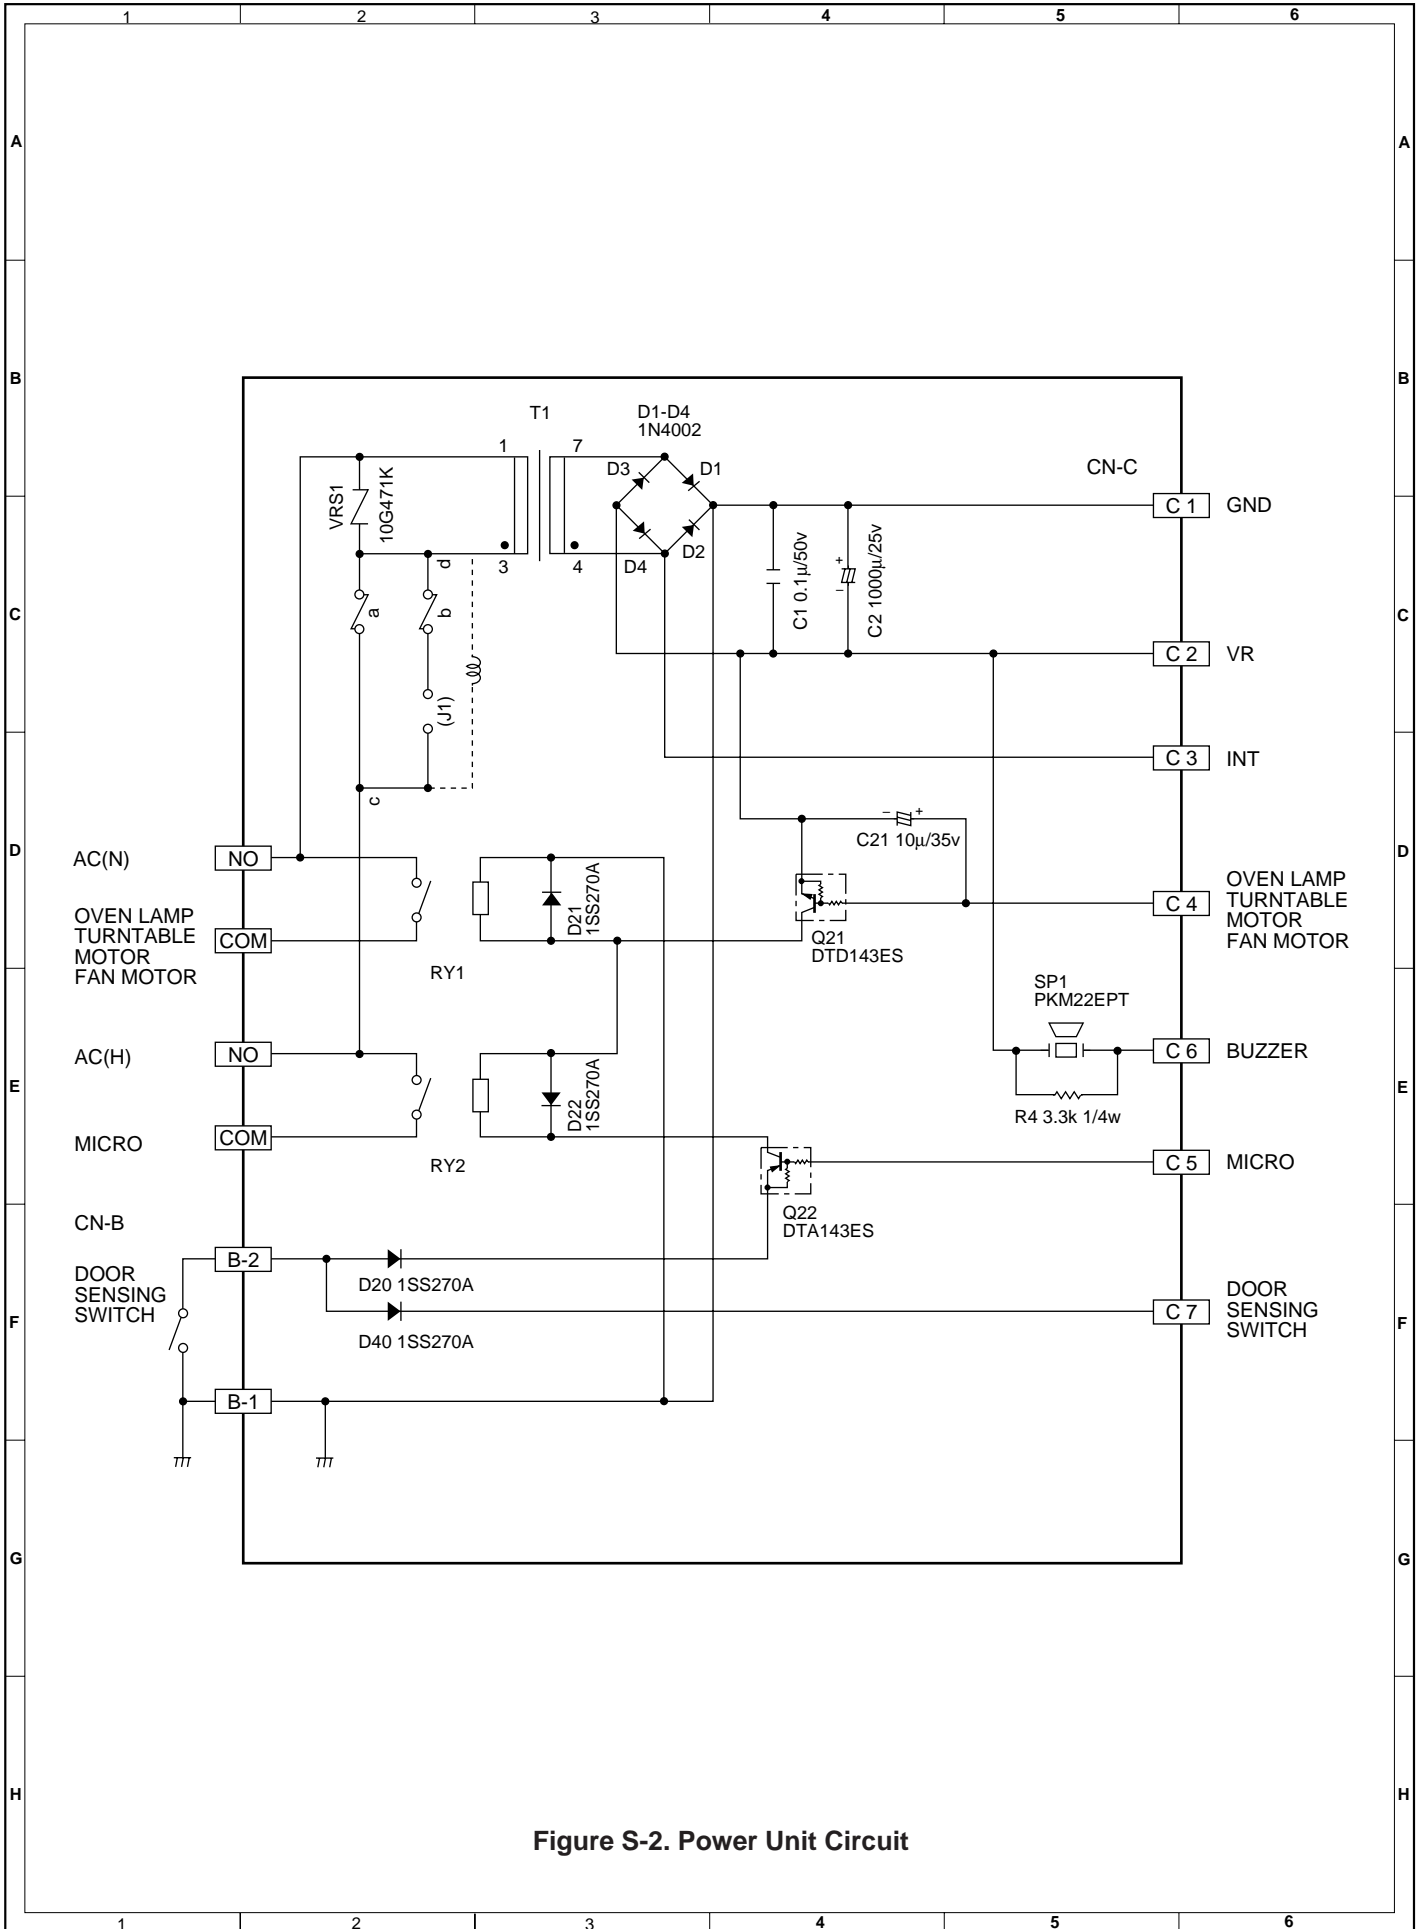 1 2 3 4 5 6
A A
B B
T1
D1-D4
1N4002
1 7
D3 D1
CN-C
VRS1
10G471K
C 1 GND
D4 D2
3 4
d
C1 0.1µ/50v
+
–
C2 1000µ/25v
C C
a b
C 2 VR
(J1)
C 3 INT
c
– +
C21 10µ/35v
D D
AC(N) NO
D21
1SS270A
OVEN LAMP
TURNTABLE
MOTOR
FAN MOTOR
COM
RY1
Q21
DTD143ES
C 4
OVEN LAMP
TURNTABLE
MOTOR
FAN MOTOR
SP1
PKM22EPT
AC(H) NO
C 6 BUZZER
E E
D22
1SS270A
R4 3.3k 1/4w
MICRO COM
RY2
C 5 MICRO
Q22
DTA143ES
CN-B
B-2
DOOR
SENSING
SWITCH
D20 1SS270A
D40 1SS270A
C 7
DOOR
SENSING
SWITCH
F F
B-1
G G
H H
Figure S-2. Power Unit Circuit
1 2 3 4 5 6